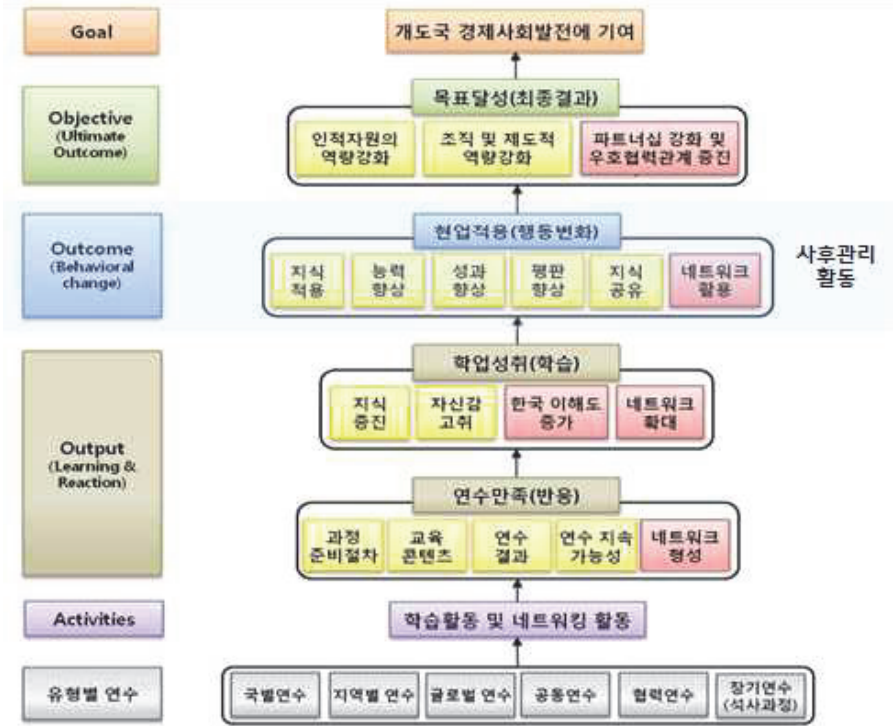 Goal
개도국 경제사회발전에 기여
Objective
(Ultimate
Outcome)
목표달성(최종결과)
인적자원의
역량강화
조직 및 제도적
역량강화
파트너십 강화 및
우호협력관계 증진
Outcome
(Behavioral
change)
현업적용(행동변화)
지식
적용
능력
향상
성과
향상
평판
향상
지식
공유
네트워크
활용
사후관리
활동
Output
(Learning &
Reaction)
학업성취(학습)
지식
증진
자신감
고취
한국 이해도
증가
네트워크
확대
연수만족(반응)
과정
준비절차
교육
콘텐츠
연수
결과
연수 지속
가능성
네트워크
형성
Activities
학습활동 및 네트워킹 활동
유형별 연수
국별연수
지역별 연수
글로벌 연수
공동연수
협력연수
장기연수
(석사과정)